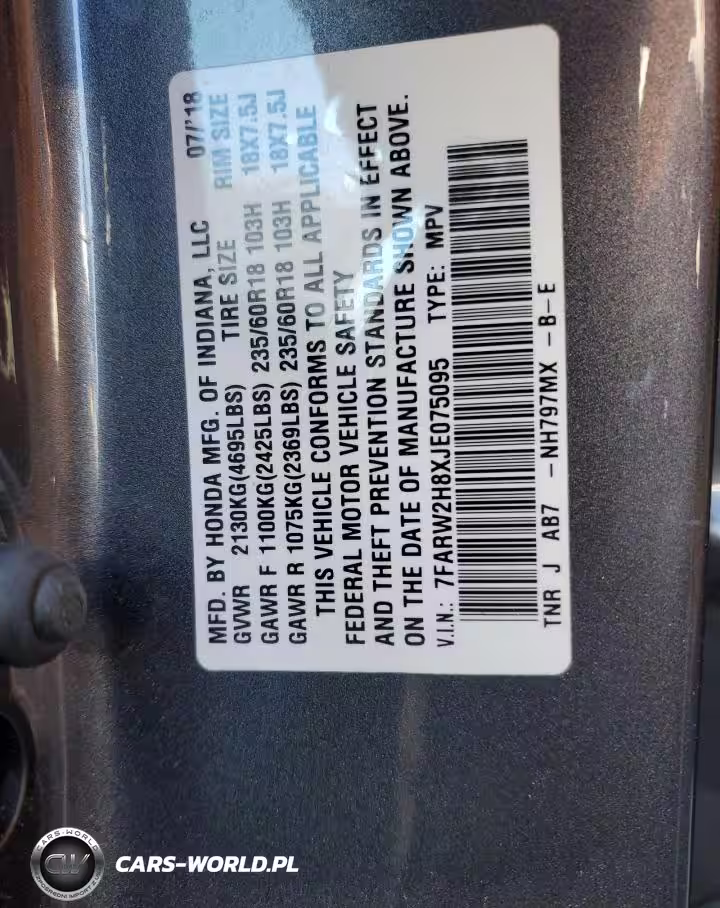 MFD. BY HONDA MFG. OF INDIANA, LLC 07/'18
GVWR 2130KG(4695LBS) TIRE SIZE RIM SIZE
GAWR F 1100KG(2425LBS) 235/60R18 103H 18X7.5J
GAWR R 1075KG(2369LBS) 235/60R18 103H 18X7.5J
THIS VEHICLE CONFORMS TO ALL APPLICABLE
FEDERAL MOTOR VEHICLE SAFETY
AND THEFT PREVENTION STANDARDS IN EFFECT
ON THE DATE OF MANUFACTURE SHOWN ABOVE.
V.I.N.: 7FARW2H8XJE075095 TYPE: MPV
TNR J AB7 -NH797MX -B-E
CARS-WORLD
CW
CARS-WORLD.PL